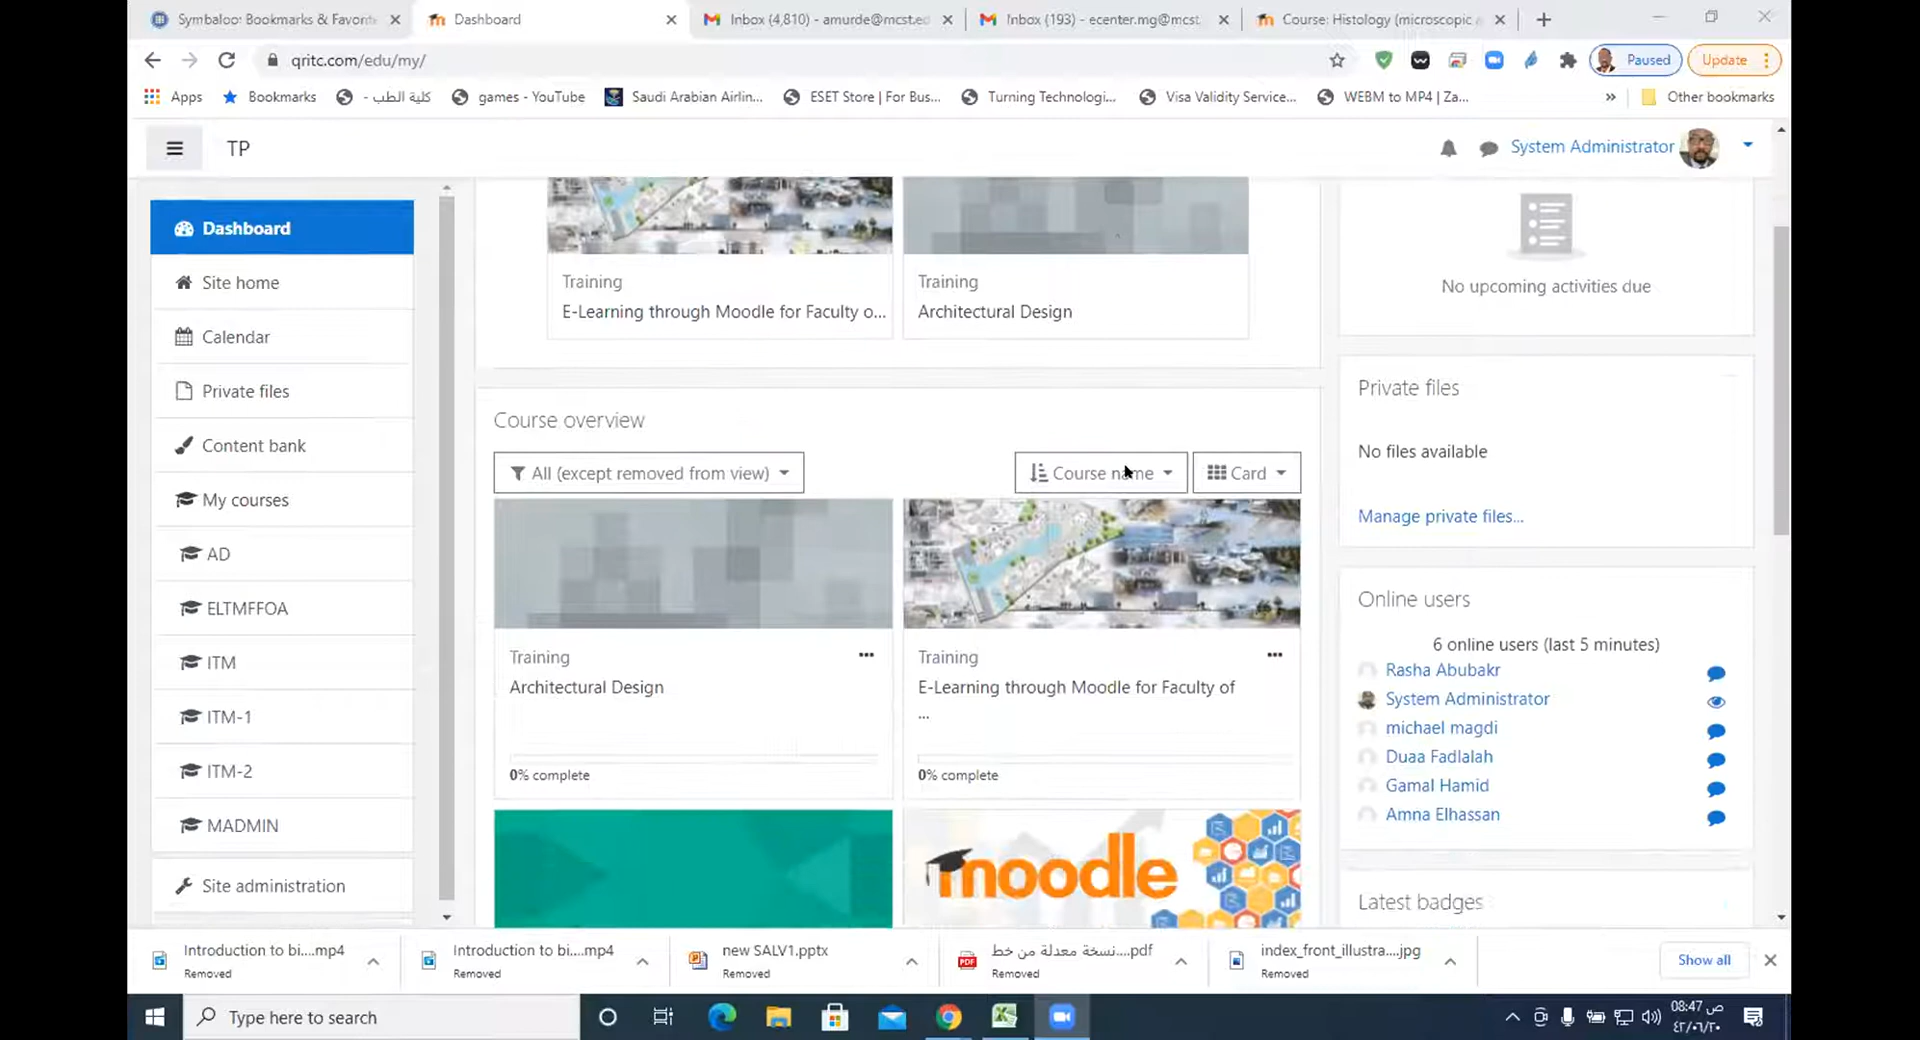 Symbaloo: Bookmarks & Favorit
Dashboard
Inbox (4,810) - amurde@mcst.ed
Inbox (193) - ecenter.mg@mcst.
Course: Histology (microscopic
qritc.com/edu/my/
Paused
Update
Apps
Bookmarks
كلية الطب -
games - YouTube
Saudi Arabian Airlin...
ESET Store | For Bus...
Turning Technologi...
Visa Validity Service...
WEBM to MP4 | Za...
»
Other bookmarks
TP
System Administrator
Dashboard
Site home
Calendar
Private files
Content bank
My courses
AD
ELTMFFOA
ITM
ITM-1
ITM-2
MADMIN
Site administration
Training
E-Learning through Moodle for Faculty o...
Training
Architectural Design
Course overview
All (except removed from view)
Course name
Card
Training
Architectural Design
0% complete
Training
E-Learning through Moodle for Faculty of
...
0% complete
moodle
No upcoming activities due
Private files
No files available
Manage private files...
Online users
6 online users (last 5 minutes)
Rasha Abubakr
System Administrator
michael magdi
Duaa Fadlalah
Gamal Hamid
Amna Elhassan
Latest badges
Introduction to bi....mp4
Removed
Introduction to bi....mp4
Removed
new SALV1.pptx
Removed
نسخة معدلة من خط....pdf
Removed
index_front_illustra....jpg
Removed
Show all
Type here to search
08:47 ص
٤٢/٠٦/٢٠